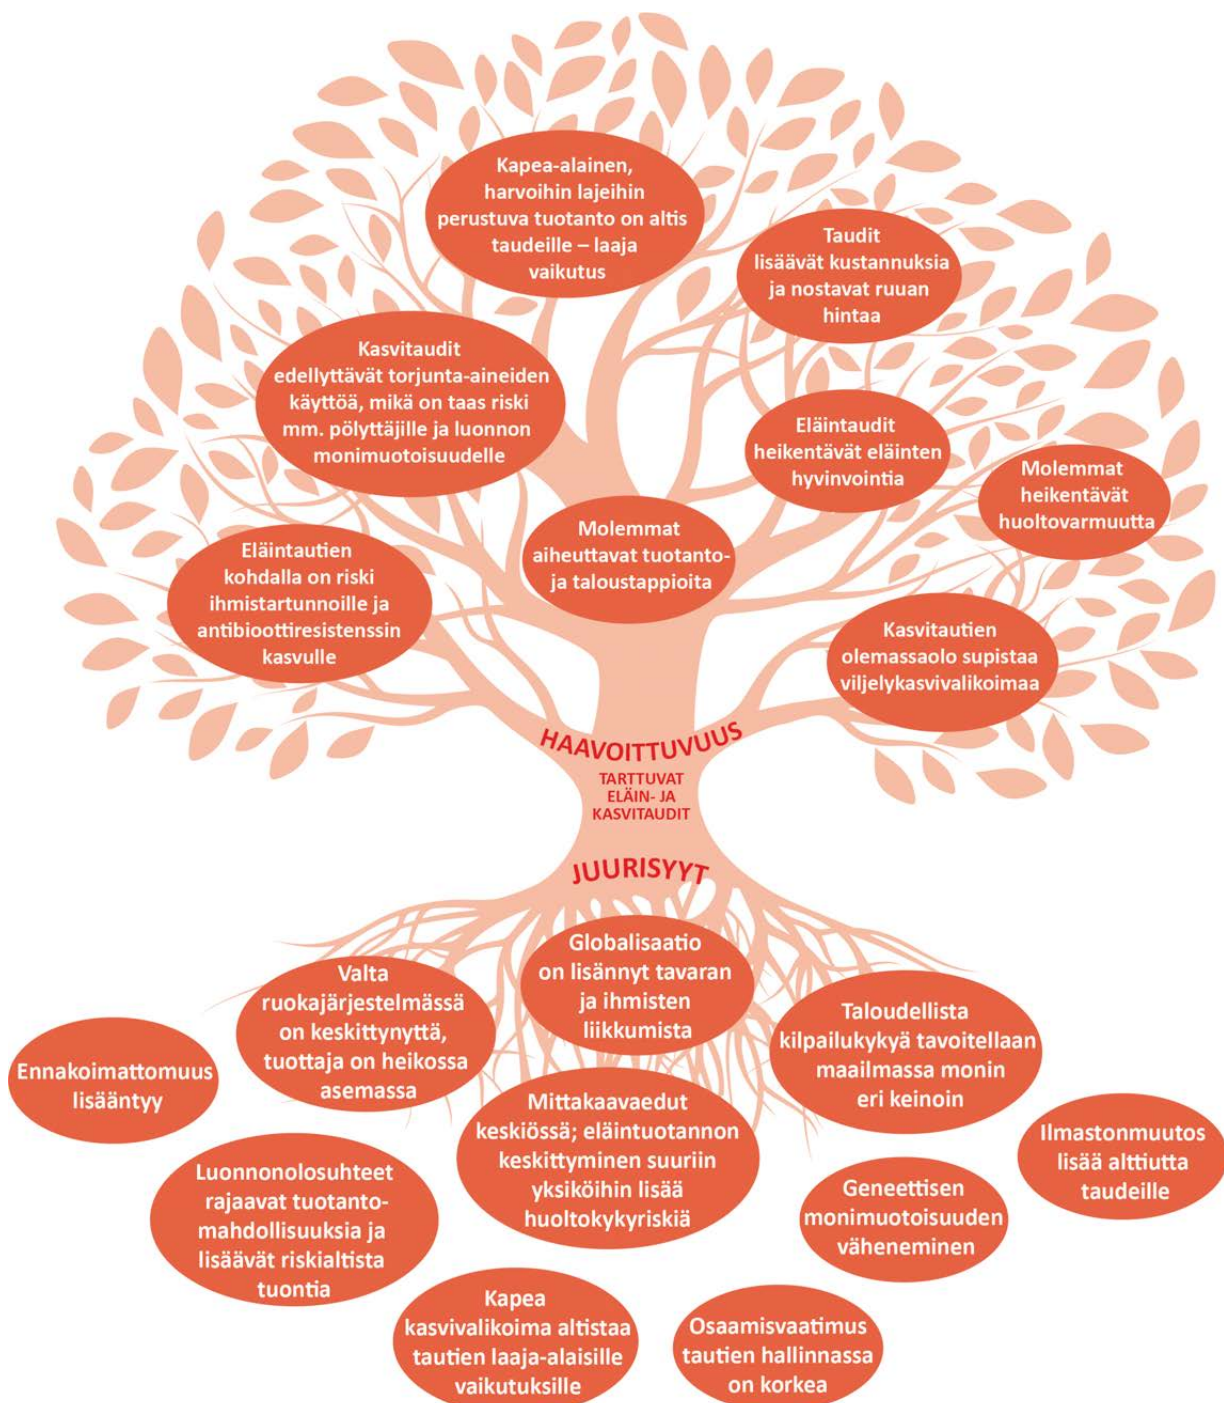 Kapea-alainen,
harvoihin lajeihin
perustuva tuotanto on altis
taudeille – laaja
vaikutus
Taudit
lisäävät kustannuksia
ja nostavat ruuan
hintaa
Kasvitaudit
edellyttävät torjunta-aineiden
käyttöä, mikä on taas riski
mm. pölyttäjille ja luonnon
monimuotoisuudelle
Eläintaudit
heikentävät eläinten
hyvinvointia
Molemmat
heikentävät
huoltovarmuutta
Molemmat
aiheuttavat tuotanto-
ja taloustappioita
Eläintautien
kohdalla on riski
ihmistartunnoille ja
antibioottiresistenssin
kasvulle
Kasvitautien
olemassaolo supistaa
viljelykasvivalikoimaa
HAAVOITTUVUUS
TARTTUVAT
ELÄIN- JA
KASVITAUDIT
JUURISYYT
Globalisaatio
on lisännyt tavaran
ja ihmisten
liikkumista
Valta
ruokajärjestelmässä
on keskittynyttä,
tuottaja on heikossa
asemassa
Taloudellista
kilpailukykyä tavoitellaan
maailmassa monin
eri keinoin
Ennakoimattomuus
lisääntyy
Mittakaavaedut
keskiössä; eläintuotannon
keskittyminen suuriin
yksiköihin lisää
huoltokykyriskiä
Ilmastonmuutos
lisää alttiutta
taudeille
Luonnonolosuhteet
rajaavat tuotanto-
mahdollisuuksia ja
lisäävät riskialtista
tuontia
Geneettisen
monimuotoisuuden
väheneminen
Kapea
kasvivalikoima altistaa
tautien laaja-alaisille
vaikutuksille
Osaamisvaatimus
tautien hallinnassa
on korkea